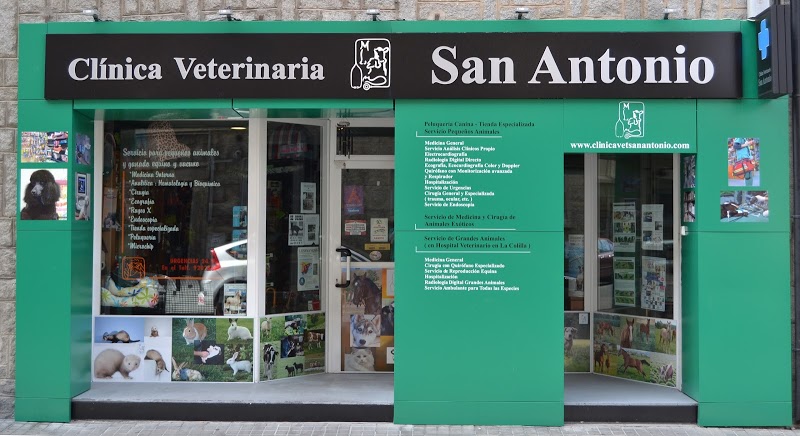 Clínica Veterinaria
San Antonio
Peluquería Canina - Tienda Especializada
Servicio Pequeños Animales
Medicina General
Servicio Análisis Clínicos Propio
Electrocardiografía
Radiología Digital Directo
Ecografía, Ecocardiografía Color y Doppler
Quirófano con Monitorización avanzada
y Respirador
Hospitalización
Servicio de Urgencias
Cirugía General y Especializada
( trauma, ocular, etc. )
Servicio de Endoscopia
Servicio de Medicina y Cirugía de
Animales Exóticos
Servicio de Grandes Animales
( en Hospital Veterinario en La Colilla )
Medicina General
Cirugía con Quirófano Especializado
Servicio de Reproducción Equina
Hospitalización
Radiología Digital Grandes Animales
Servicio Ambulante para Todas las Especies
www.clinicavetsanantonio.com
Servicio para pequeños animales
y ganado equino y vacuno
Medicina Interna
Analítica : Hematología y Bioquímica
Cirugía
Ecografía
Rayos X
Endoscopia
Tienda especializada
Peluquería
Microchip